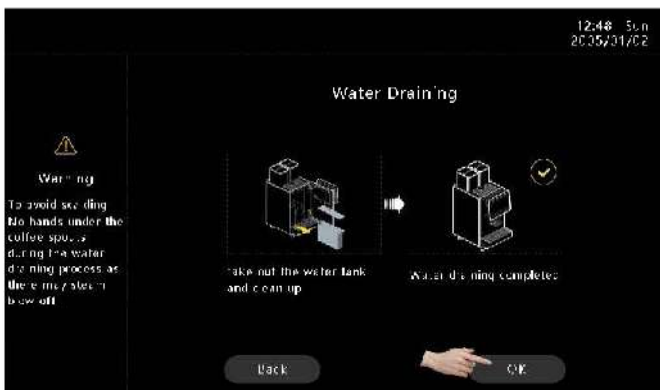 12:48 Sun
2005/01/02
Water Draining
Warning
To avoid scalding
No hands under the
coffee spouts
during the water
draining process as
there may steam
blow off
Take out the water tank
and clean up
Water draining completed
Back
OK